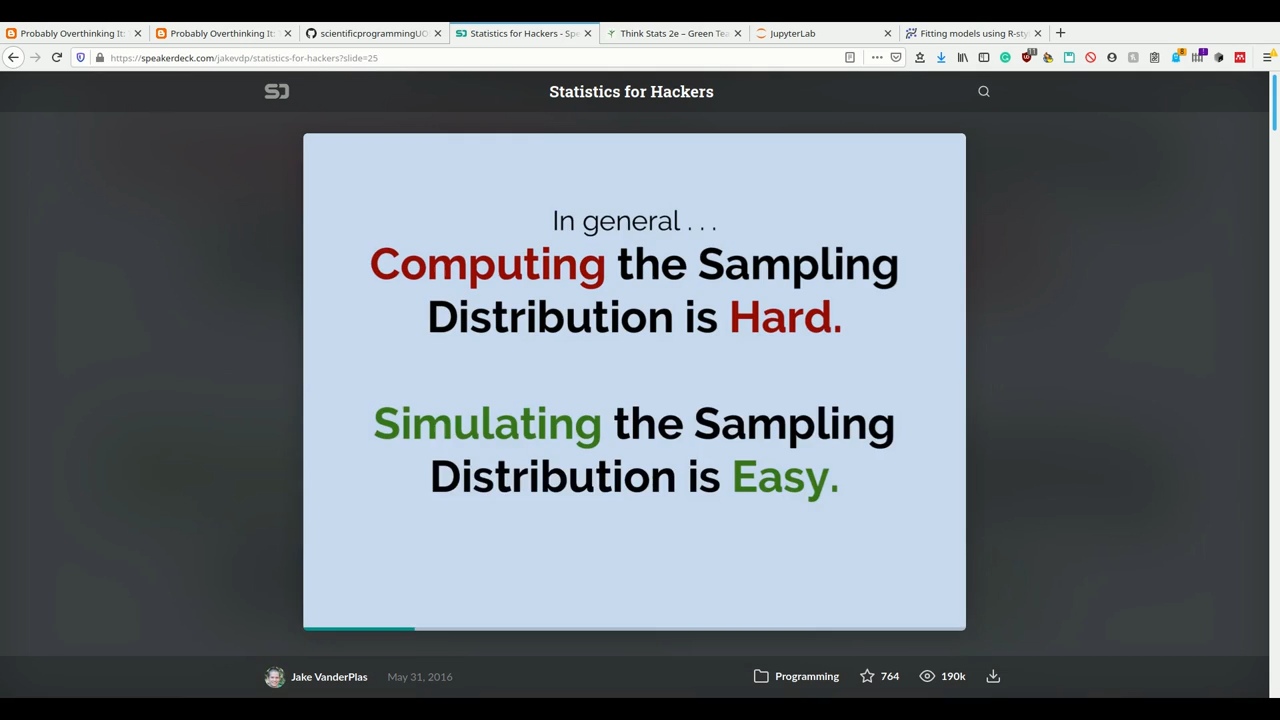 Probably Overthinking It:
Probably Overthinking It:
scientificprogrammingUO
Statistics for Hackers - Spe
Think Stats 2e – Green Tea
JupyterLab
Fitting models using R-sty
https://speakerdeck.com/jakevdp/statistics-for-hackers?slide=25
Statistics for Hackers
In general . . .
Computing the Sampling
Distribution is Hard.
Simulating the Sampling
Distribution is Easy.
Jake VanderPlas
May 31, 2016
Programming
764
190k